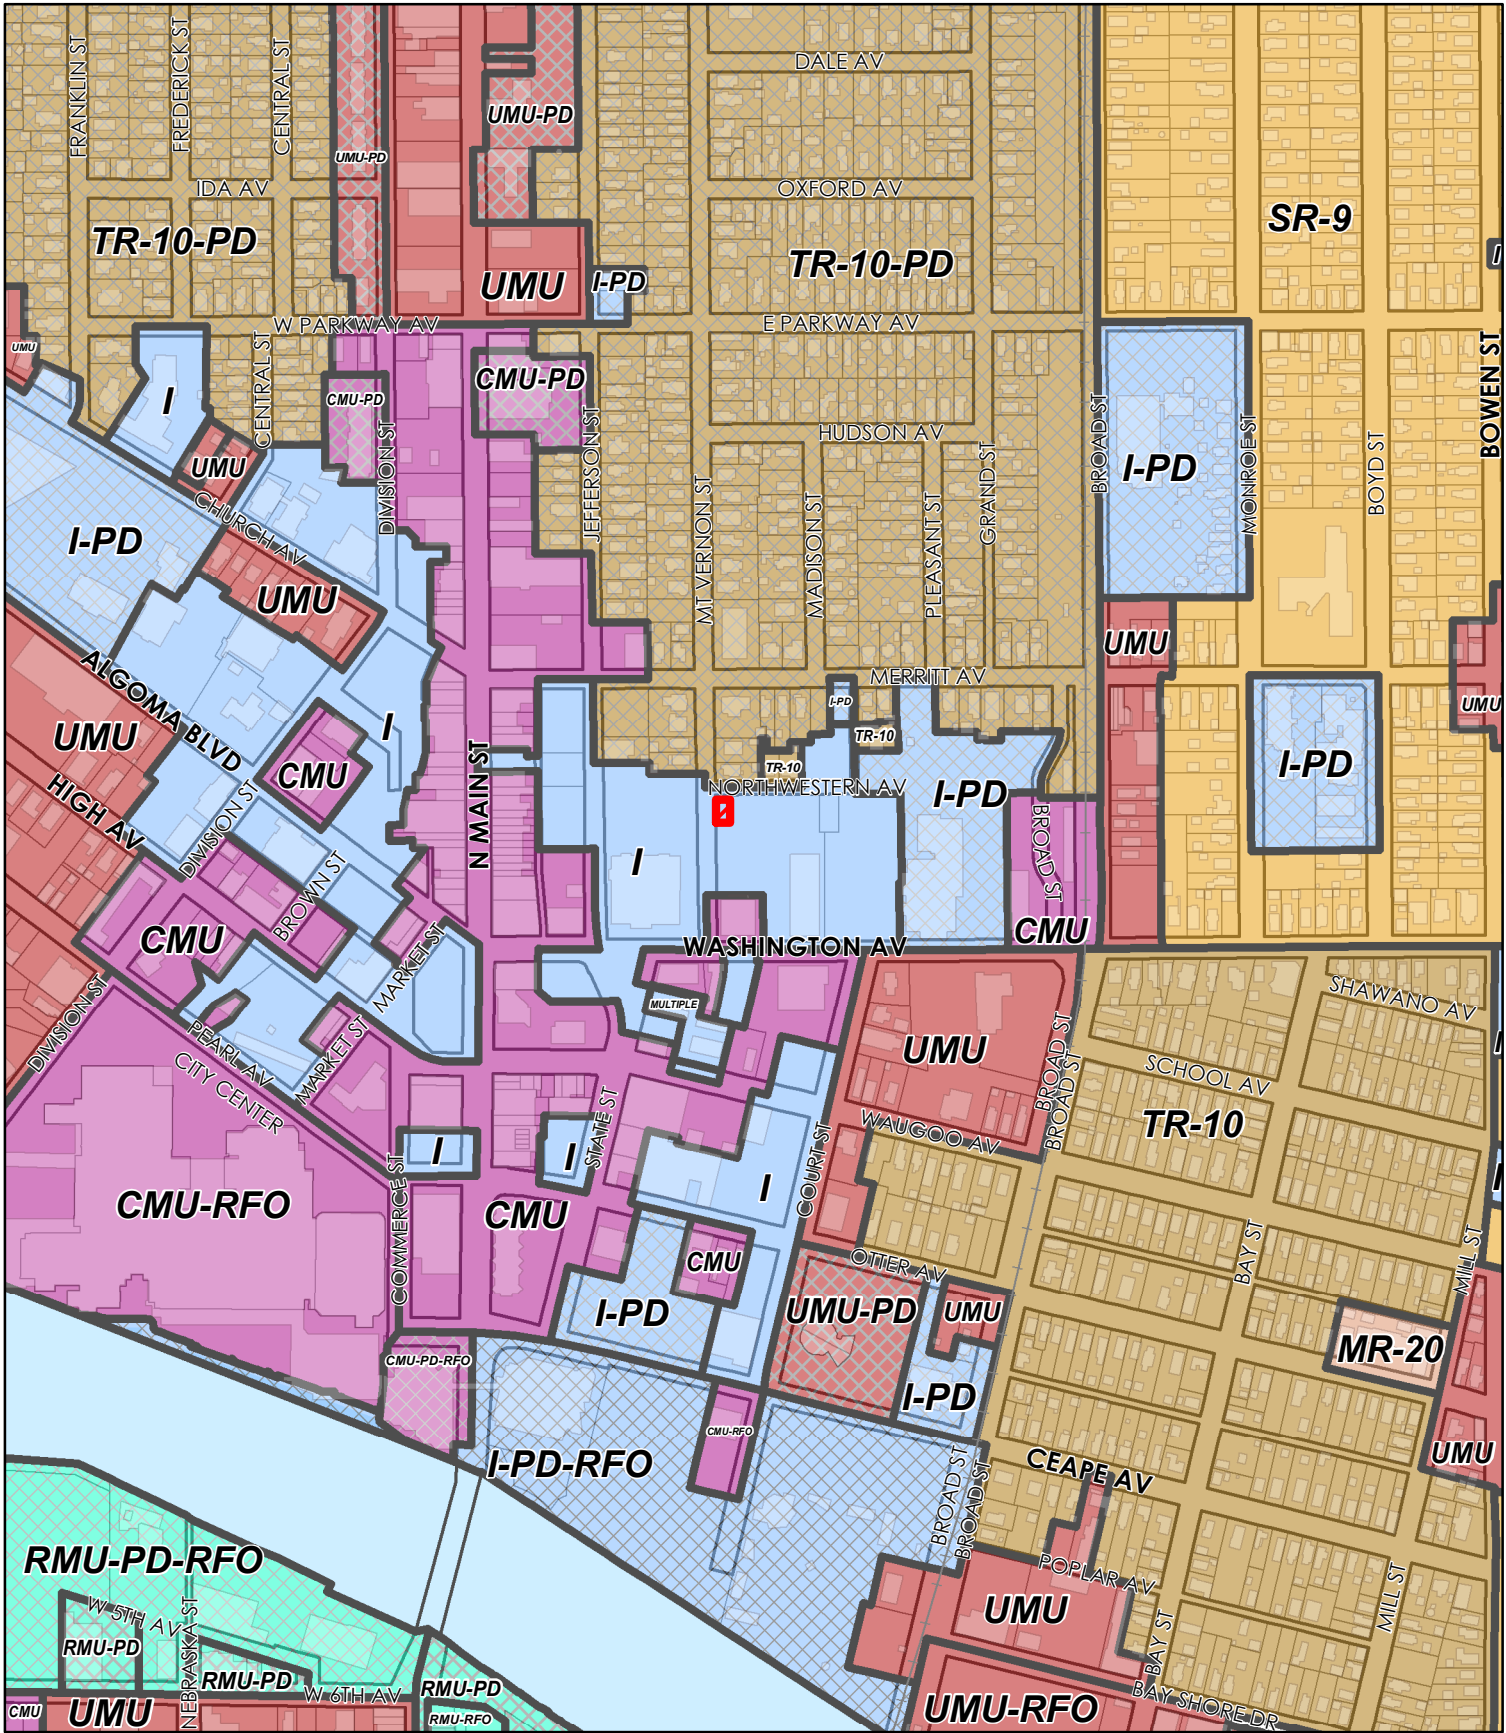 FRANKLIN ST
FREDERICK ST
CENTRAL ST
DALE AV
UMU-PD
UMU-PD
IDA AV
OXFORD AV
SR-9
TR-10-PD
TR-10-PD
I
UMU
I-PD
W PARKWAY AV
E PARKWAY AV
UMU
BOWEN ST
CENTRAL ST
CMU-PD
I
CMU-PD
JEFFERSON ST
HUDSON AV
BROAD ST
MONROE ST
BOYD ST
UMU
DIVISION ST
I-PD
CHURCH AV
MT VERNON ST
MADISON ST
PLEASANT ST
GRAND ST
I-PD
UMU
UMU
MERRITT AV
ALGOMA BLVD
I-PD
UMU
UMU
I
TR-10
CMU
N MAIN ST
TR-10
NORTHWESTERN AV
I-PD
I-PD
HIGH AV
DIVISION ST
0
I
BROAD ST
BROWN ST
CMU
MARKET ST
WASHINGTON AV
CMU
DIVISION ST
MULTIPLE
SHAWANO AV
I
PEARL AV
MARKET ST
CITY CENTER
UMU
BROAD ST
BROAD ST
SCHOOL AV
STATE ST
COURT ST
WAUGOO AV
TR-10
I
I
I
I
CMU-RFO
COMMERCE ST
CMU
CMU
OTTER AV
BAY ST
MILL ST
I-PD
UMU-PD
UMU
MR-20
CMU-PD-RFO
I-PD
CMU-RFO
I-PD-RFO
BROAD ST
BROAD ST
CEAPE AV
UMU
RMU-PD-RFO
POPLAR AV
MILL ST
W 5TH AV
NEBRASKA ST
UMU
BAY ST
RMU-PD
RMU-PD
RMU-PD
W 6TH AV
BAY SHORE DR
CMU
UMU
RMU-RFO
UMU-RFO